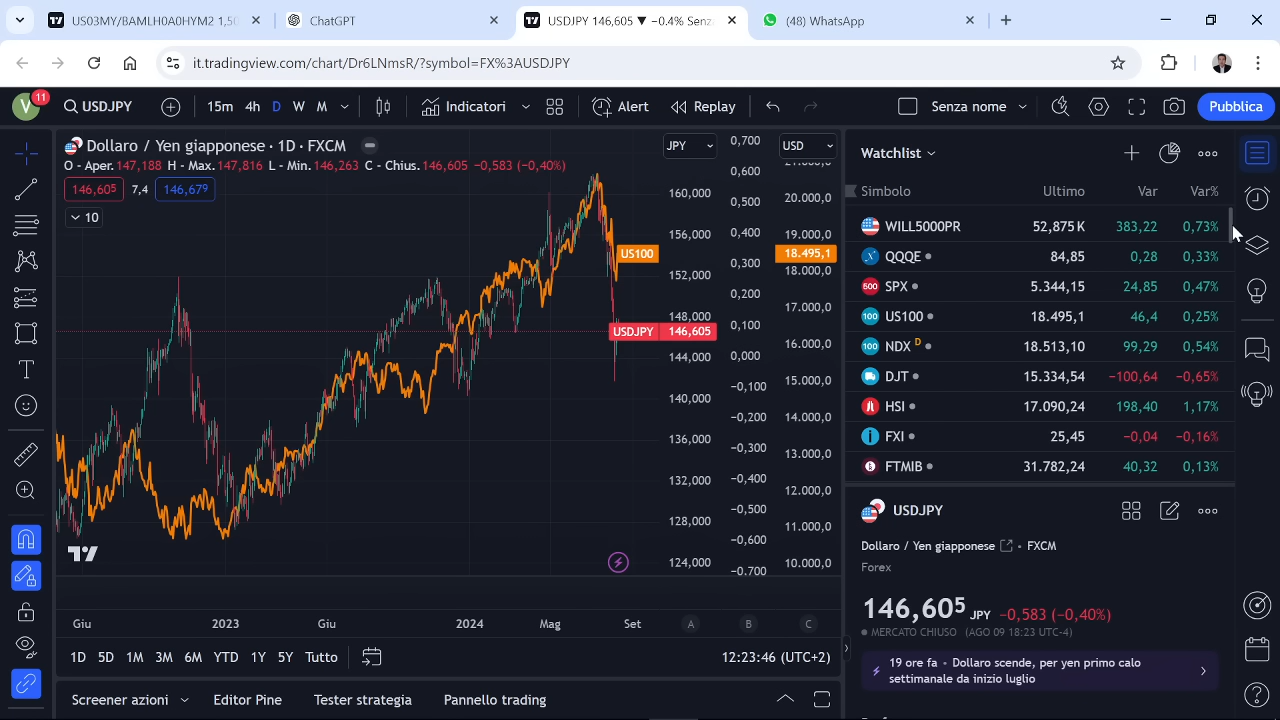 US03MY/BAMLH0A0HYM2 1,50
ChatGPT
USDJPY 146,605 ▼ −0.4% Senz
(48) WhatsApp
it.tradingview.com/chart/Dr6LNmsR/?symbol=FX%3AUSDJPY
V
11
USDJPY
15m 4h D W M
Indicatori
Alert
Replay
Senza nome
Pubblica
Dollaro / Yen giapponese · 1D · FXCM
O - Aper. 147,188 H - Max. 147,816 L - Min. 146,263 C - Chius. 146,605 −0,583 (−0,40%)
146,605
7,4
146,679
10
JPY
160,000
156,000
152,000
148,000
144,000
140,000
136,000
132,000
128,000
124,000
0,700
0,600
0,500
0,400
0,300
0,200
0,100
0,000
−0,100
−0,200
−0,300
−0,400
−0,500
−0,600
−0,700
USD
21.000,0
20.000,0
19.000,0
18.000,0
17.000,0
16.000,0
15.000,0
14.000,0
13.000,0
12.000,0
11.000,0
10.000,0
US100
18.495,1
USDJPY 146,605
Giu 2023 Giu 2024 Mag Set
A B C
1D 5D 1M 3M 6M YTD 1Y 5Y Tutto
12:23:46 (UTC+2)
Screener azioni
Editor Pine
Tester strategia
Pannello trading
Watchlist
Simbolo Ultimo Var Var%
WILL5000PR 52,875 K 383,22 0,73%
QQQE 84,85 0,28 0,33%
500 SPX 5.344,15 24,85 0,47%
100 US100 18.495,1 46,4 0,25%
100 NDX D 18.513,10 99,29 0,54%
DJT 15.334,54 −100,64 −0,65%
HSI 17.090,24 198,40 1,17%
FXI 25,45 −0,04 −0,16%
FTMIB 31.782,24 40,32 0,13%
USDJPY
Dollaro / Yen giapponese • FXCM
Forex
146,605 JPY −0,583 (−0,40%)
MERCATO CHIUSO (AGO 09 18:23 UTC-4)
19 ore fa • Dollaro scende, per yen primo calo
settimanale da inizio luglio